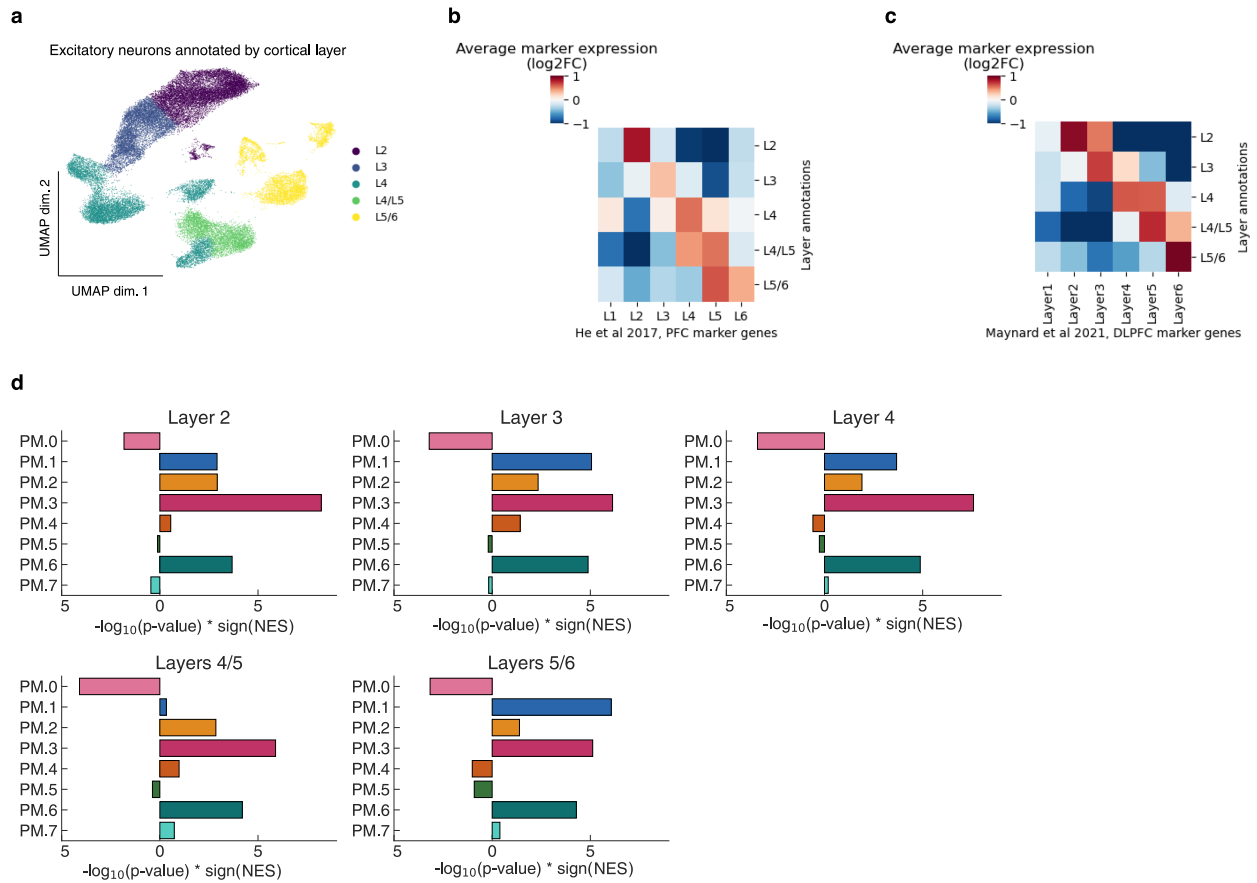 a
Excitatory neurons annotated by cortical layer
L2
L3
L4
L4/L5
L5/6
UMAP dim. 2
UMAP dim. 1
b
Average marker expression
(log2FC)
1
0
−1
L2
L3
L4
L4/L5
L5/6
Layer annotations
L1 L2 L3 L4 L5 L6
He et al 2017, PFC marker genes
c
Average marker expression
(log2FC)
1
0
−1
L2
L3
L4
L4/L5
L5/6
Layer annotations
Layer1 Layer2 Layer3 Layer4 Layer5 Layer6
Maynard et al 2021, DLPFC marker genes
d
Layer 2
PM.0
PM.1
PM.2
PM.3
PM.4
PM.5
PM.6
PM.7
5 0 5
-log10(p-value) * sign(NES)
Layer 3
PM.0
PM.1
PM.2
PM.3
PM.4
PM.5
PM.6
PM.7
5 0 5
-log10(p-value) * sign(NES)
Layer 4
PM.0
PM.1
PM.2
PM.3
PM.4
PM.5
PM.6
PM.7
5 0 5
-log10(p-value) * sign(NES)
Layers 4/5
PM.0
PM.1
PM.2
PM.3
PM.4
PM.5
PM.6
PM.7
5 0 5
-log10(p-value) * sign(NES)
Layers 5/6
PM.0
PM.1
PM.2
PM.3
PM.4
PM.5
PM.6
PM.7
5 0 5
-log10(p-value) * sign(NES)